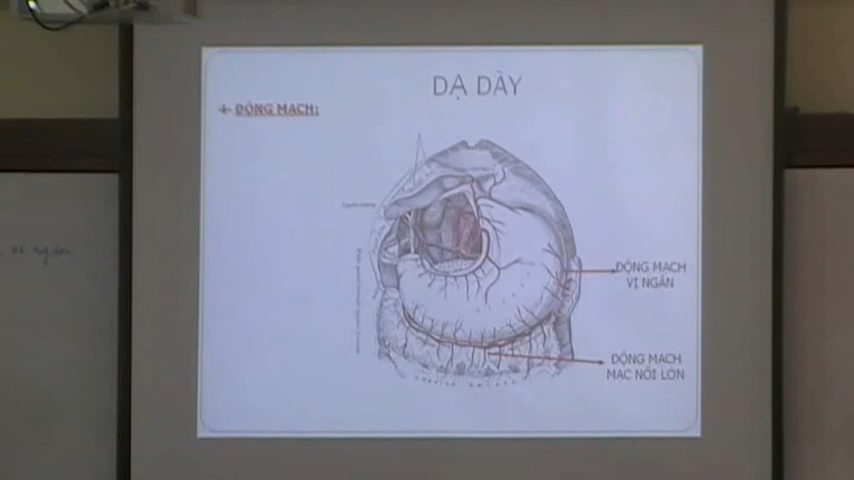 DẠ DÀY
ĐỘNG MẠCH:
ĐỘNG MẠCH
VỊ NGẮN
ĐỘNG MẠCH
MẠC NỐI LỚN